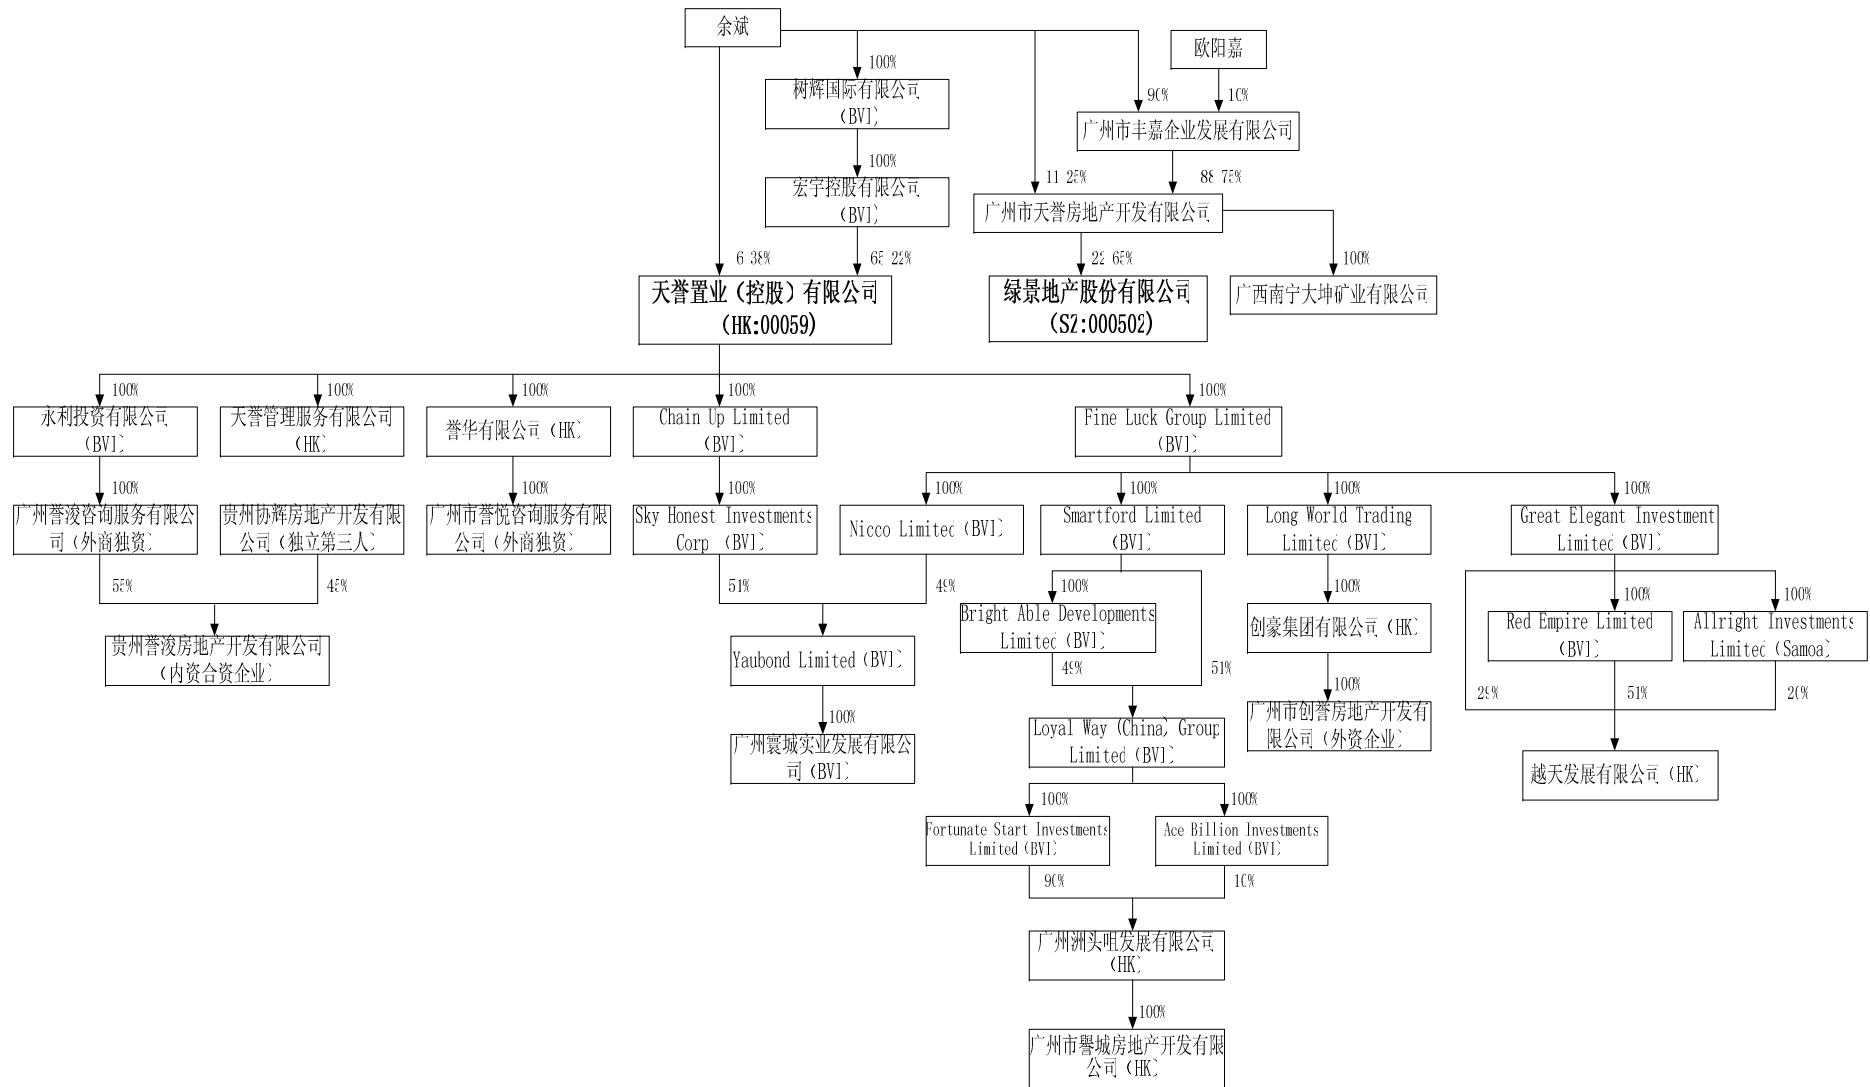 余斌
欧阳嘉
100%
树辉国际有限公司
（BVI）
90%
10%
广州市丰嘉企业发展有限公司
100%
宏宇控股有限公司
（BVI）
11.25%
88.75%
广州市天誉房地产开发有限公司
6.38%
65.22%
22.65%
100%
天誉置业（控股）有限公司
（HK:00059）
绿景地产股份有限公司
（SZ:000502）
广西南宁大坤矿业有限公司
100%
100%
100%
100%
100%
永利投资有限公司
（BVI）
天誉管理服务有限公司
（HK）
誉华有限公司（HK）
Chain Up Limited
（BVI）
Fine Luck Group Limited
（BVI）
100%
100%
100%
100%
100%
100%
100%
广州誉浚咨询服务有限公
司（外商独资）
贵州协辉房地产开发有限
公司（独立第三人）
广州市誉悦咨询服务有限
公司（外商独资）
Sky Honest Investments
Corp （BVI）
Nicco Limited（BVI）
Smartford Limited
（BVI）
Long World Trading
Limited（BVI）
Great Elegant Investment
Limited（BVI）
55%
45%
51%
49%
100%
100%
100%
100%
贵州誉浚房地产开发有限公司
（内资合资企业）
Yaubond Limited（BVI）
Bright Able Developments
Limited（BVI）
创豪集团有限公司（HK）
Red Empire Limited
（BVI）
Allright Investments
Limited（Samoa）
49%
51%
100%
29%
51%
20%
100%
广州寰城实业发展有限公
司（BVI）
Loyal Way（China）Group
Limited（BVI）
广州市创誉房地产开发有
限公司（外资企业）
越天发展有限公司（HK）
100%
100%
Fortunate Start Investments
Limited（BVI）
Ace Billion Investments
Limited（BVI）
90%
10%
广州洲头咀发展有限公司
（HK）
100%
广州市譽城房地产开发有限
公司（HK）